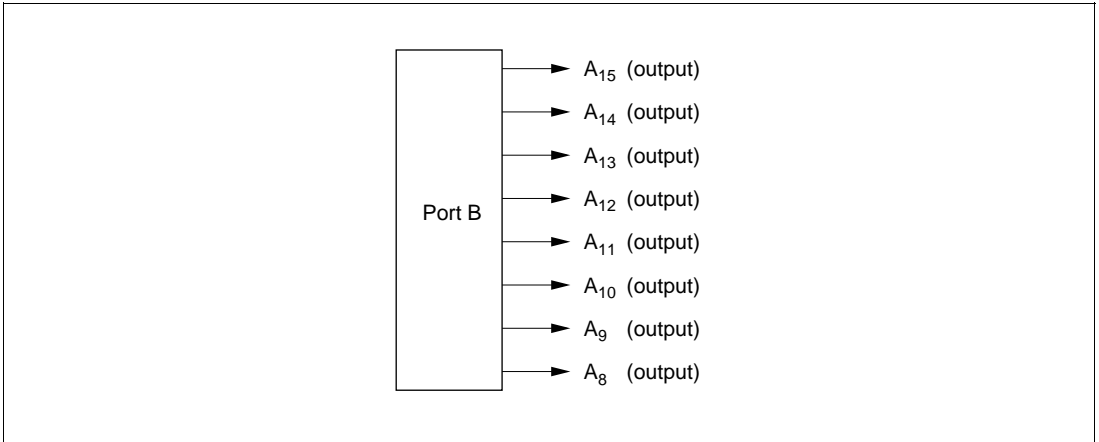 A15 (output)
A14 (output)
A13 (output)
A12 (output)
Port B
A11 (output)
A10 (output)
A9 (output)
A8 (output)